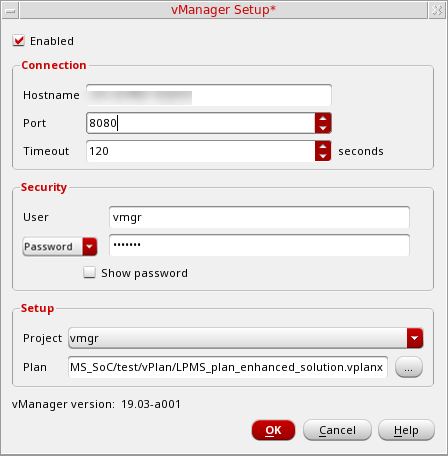 vManager Setup*
Enabled
Connection
Hostname
Port 8080
Timeout 120 seconds
Security
User vmgr
Password •••••••
Show password
Setup
Project vmgr
Plan MS_SoC/test/vPlan/LPMS_plan_enhanced_solution.vplanx ...
vManager version: 19.03-a001
OK Cancel Help